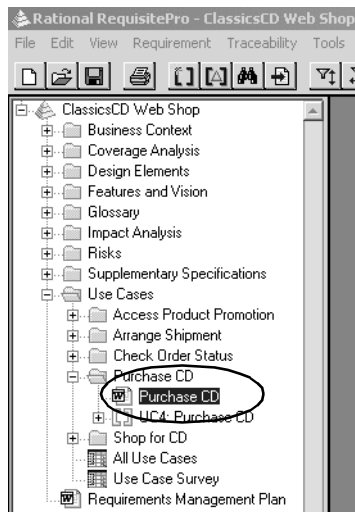 Rational RequisitePro - ClassicsCD Web Shop
File Edit View Requirement Traceability Tools
ClassicsCD Web Shop
Business Context
Coverage Analysis
Design Elements
Features and Vision
Glossary
Impact Analysis
Risks
Supplementary Specifications
Use Cases
Access Product Promotion
Arrange Shipment
Check Order Status
Purchase CD
Purchase CD
UC4: Purchase CD
Shop for CD
All Use Cases
Use Case Survey
Requirements Management Plan